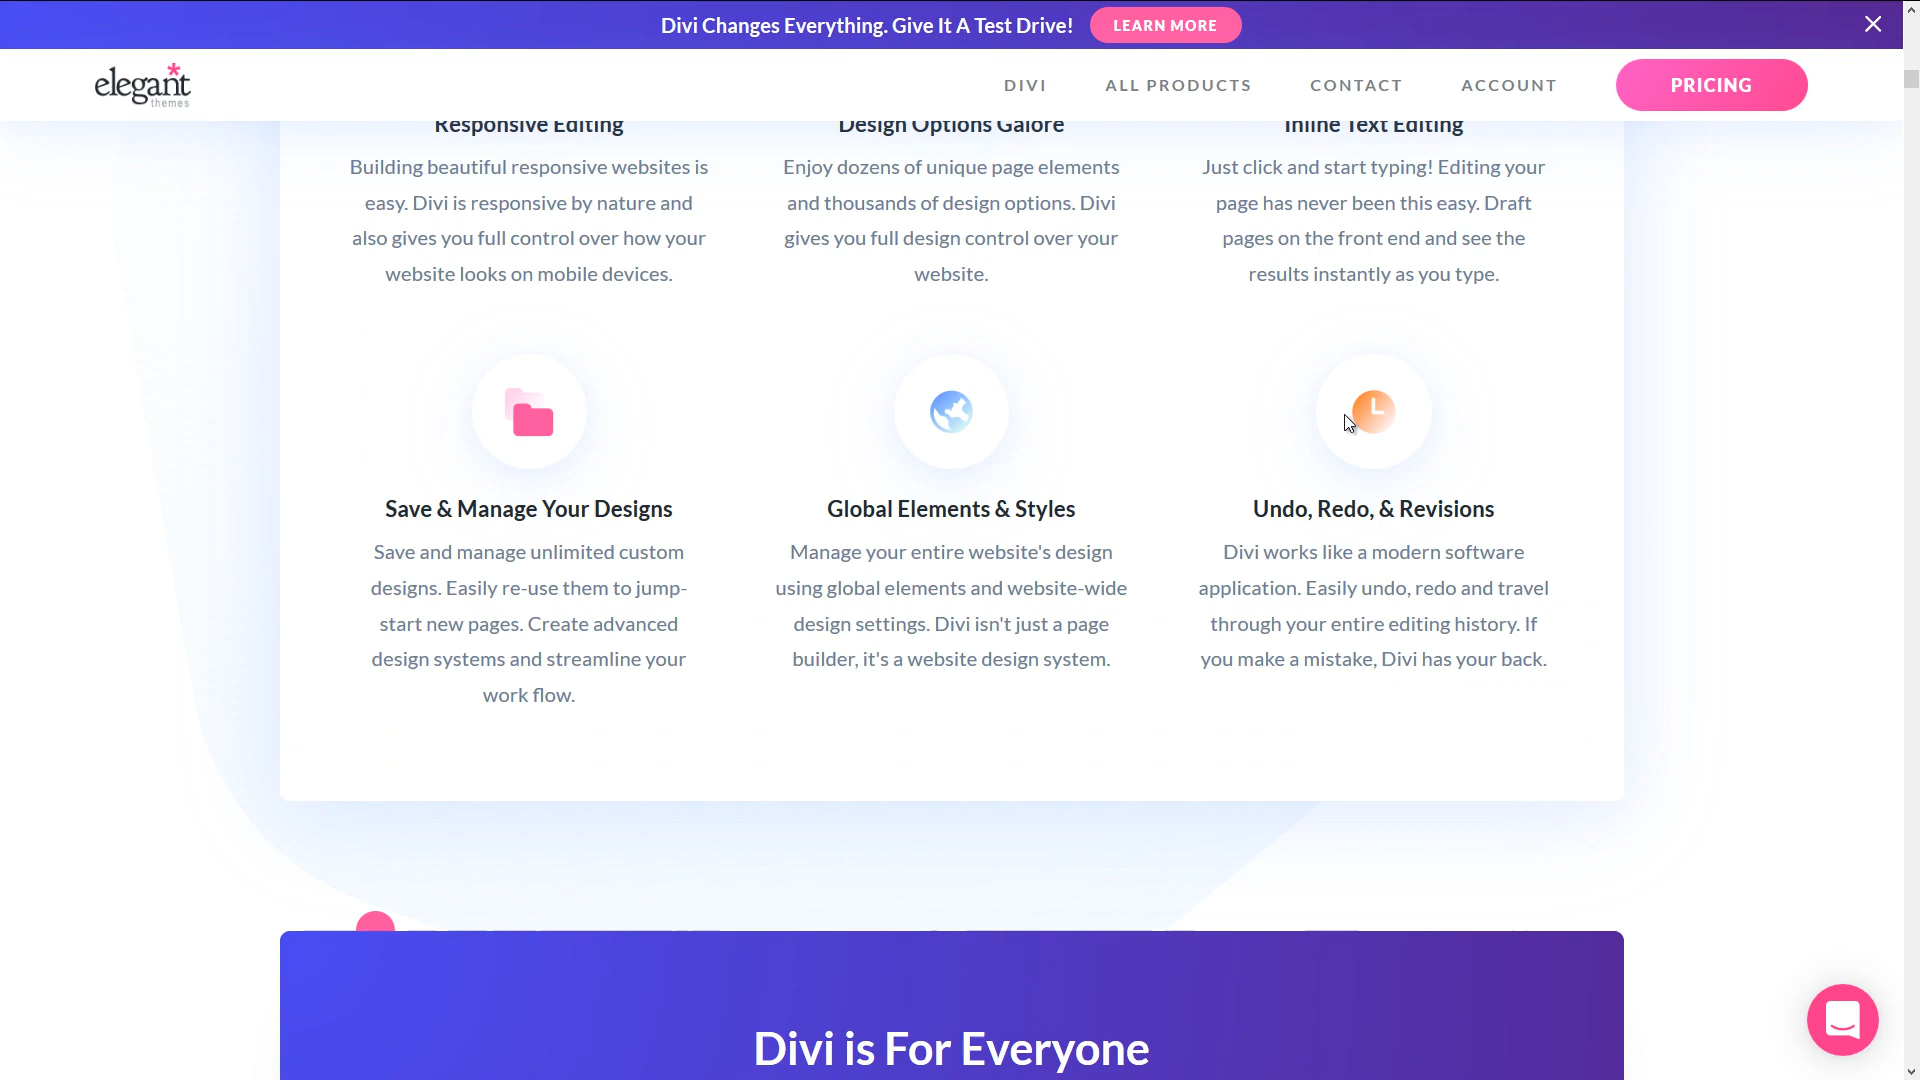 Divi Changes Everything. Give It A Test Drive!
LEARN MORE
elegant
themes
DIVI
ALL PRODUCTS
CONTACT
ACCOUNT
PRICING
Responsive Editing
Building beautiful responsive websites is
easy. Divi is responsive by nature and
also gives you full control over how your
website looks on mobile devices.
Design Options Galore
Enjoy dozens of unique page elements
and thousands of design options. Divi
gives you full design control over your
website.
Inline Text Editing
Just click and start typing! Editing your
page has never been this easy. Draft
pages on the front end and see the
results instantly as you type.
Save & Manage Your Designs
Save and manage unlimited custom
designs. Easily re-use them to jump-
start new pages. Create advanced
design systems and streamline your
work flow.
Global Elements & Styles
Manage your entire website's design
using global elements and website-wide
design settings. Divi isn't just a page
builder, it's a website design system.
Undo, Redo, & Revisions
Divi works like a modern software
application. Easily undo, redo and travel
through your entire editing history. If
you make a mistake, Divi has your back.
Divi is For Everyone